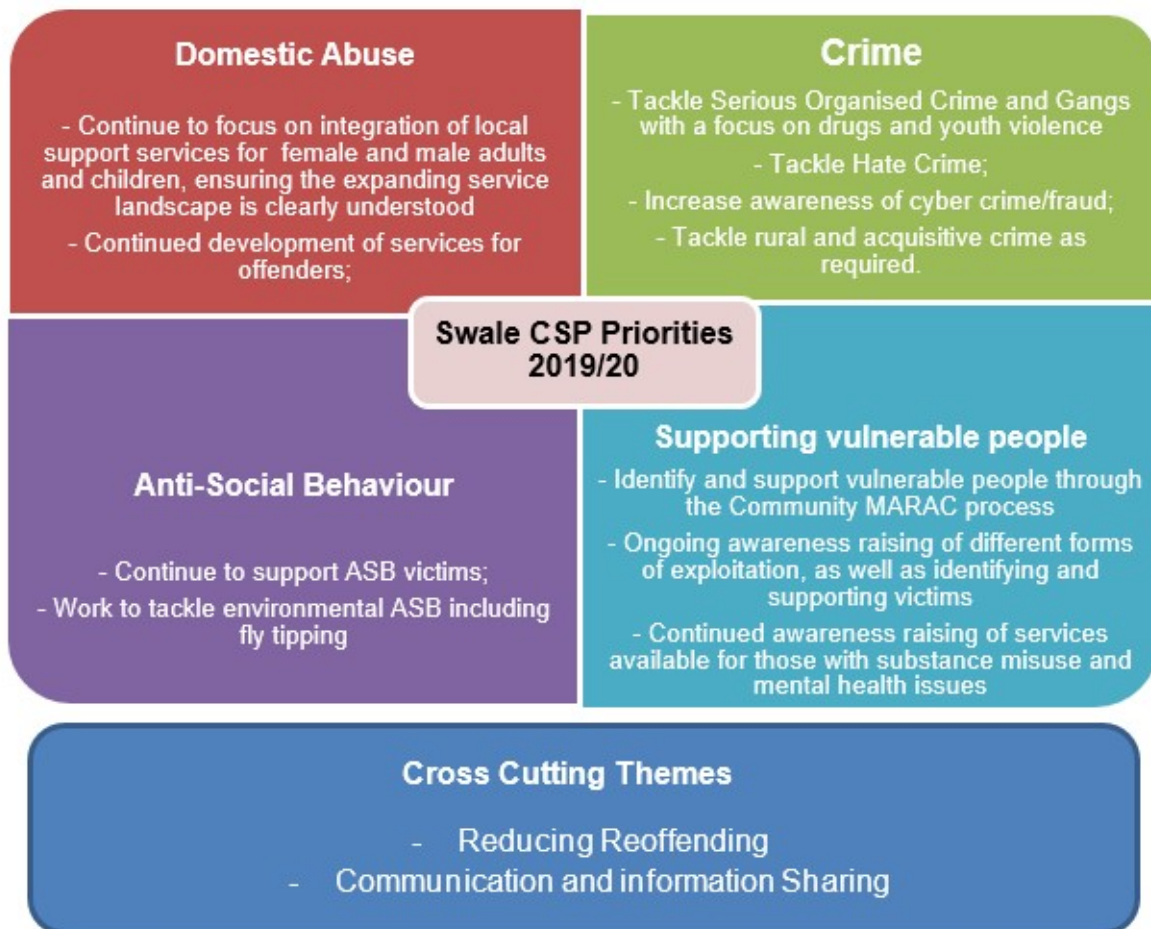 Domestic Abuse
- Continue to focus on integration of local
support services for female and male adults
and children, ensuring the expanding service
landscape is clearly understood
- Continued development of services for
offenders;
Crime
- Tackle Serious Organised Crime and Gangs
with a focus on drugs and youth violence
- Tackle Hate Crime;
- Increase awareness of cyber crime/fraud;
- Tackle rural and acquisitive crime as
required.
Swale CSP Priorities
2019/20
Anti-Social Behaviour
- Continue to support ASB victims;
- Work to tackle environmental ASB including
fly tipping
Supporting vulnerable people
- Identify and support vulnerable people through
the Community MARAC process
- Ongoing awareness raising of different forms
of exploitation, as well as identifying and
supporting victims
- Continued awareness raising of services
available for those with substance misuse and
mental health issues
Cross Cutting Themes
- Reducing Reoffending
- Communication and information Sharing